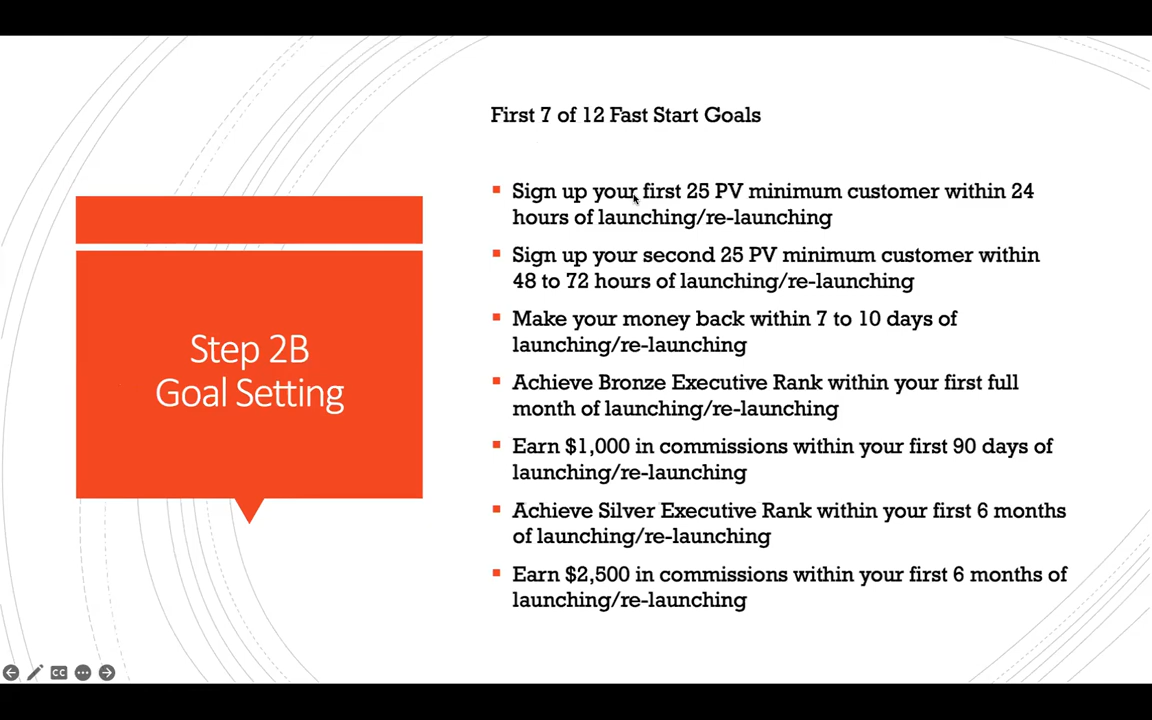 First 7 of 12 Fast Start Goals
Step 2B
Goal Setting
Sign up your first 25 PV minimum customer within 24
hours of launching/re-launching
Sign up your second 25 PV minimum customer within
48 to 72 hours of launching/re-launching
Make your money back within 7 to 10 days of
launching/re-launching
Achieve Bronze Executive Rank within your first full
month of launching/re-launching
Earn $1,000 in commissions within your first 90 days of
launching/re-launching
Achieve Silver Executive Rank within your first 6 months
of launching/re-launching
Earn $2,500 in commissions within your first 6 months of
launching/re-launching
CC